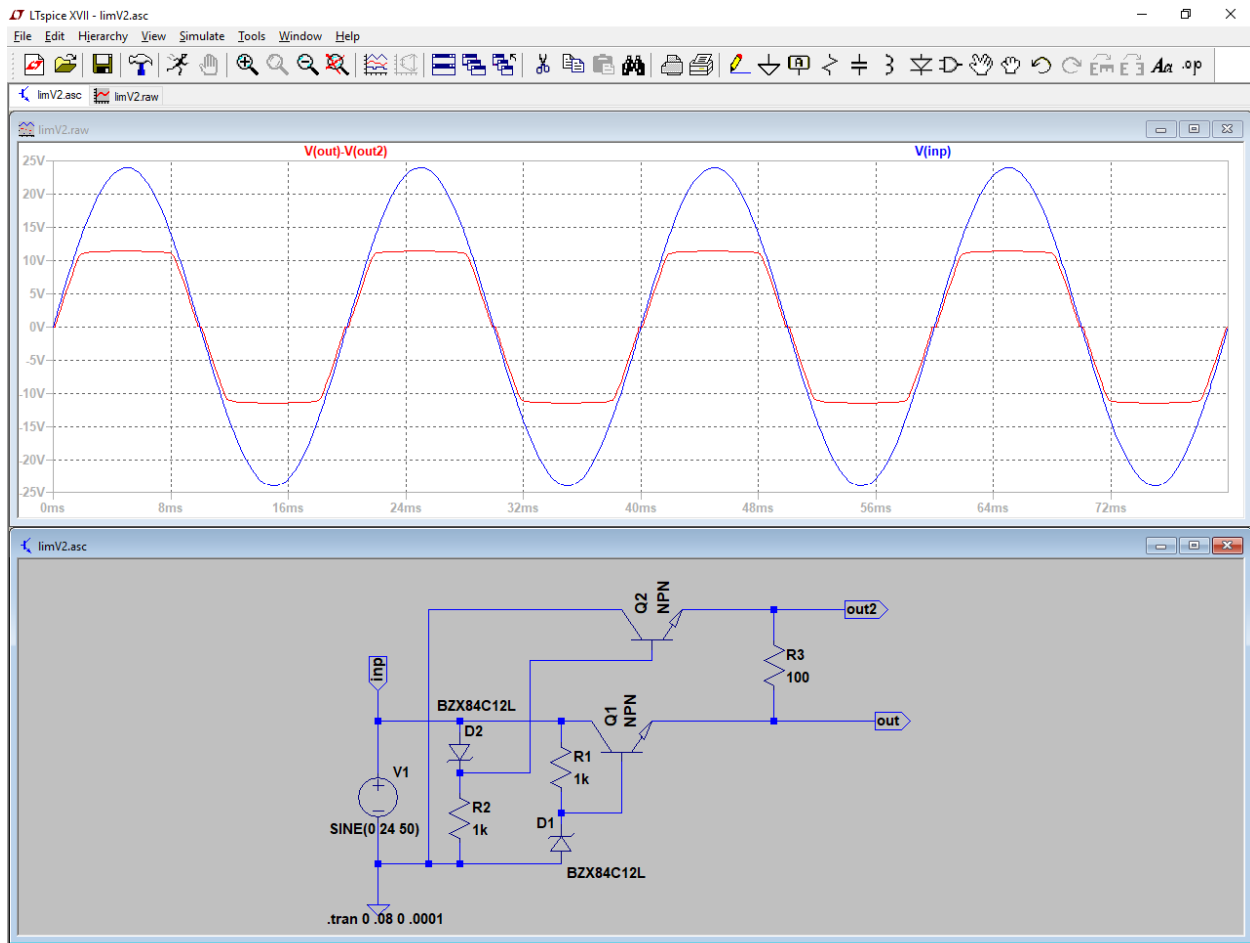 LTspice XVII - limV2.asc
File Edit Hierarchy View Simulate Tools Window Help
Aa .op
limV2.asc limV2.raw
limV2.raw
V(out)-V(out2) V(inp)
25V
20V
15V
10V
5V
0V
-5V
-10V
-15V
-20V
-25V
0ms 8ms 16ms 24ms 32ms 40ms 48ms 56ms 64ms 72ms
limV2.asc
Q2
NPN
out2
R3
100
inp
BZX84C12L
D2
Q1
NPN
out
R1
1k
V1
SINE(0 24 50)
R2
1k
D1
BZX84C12L
.tran 0 .08 0 .0001